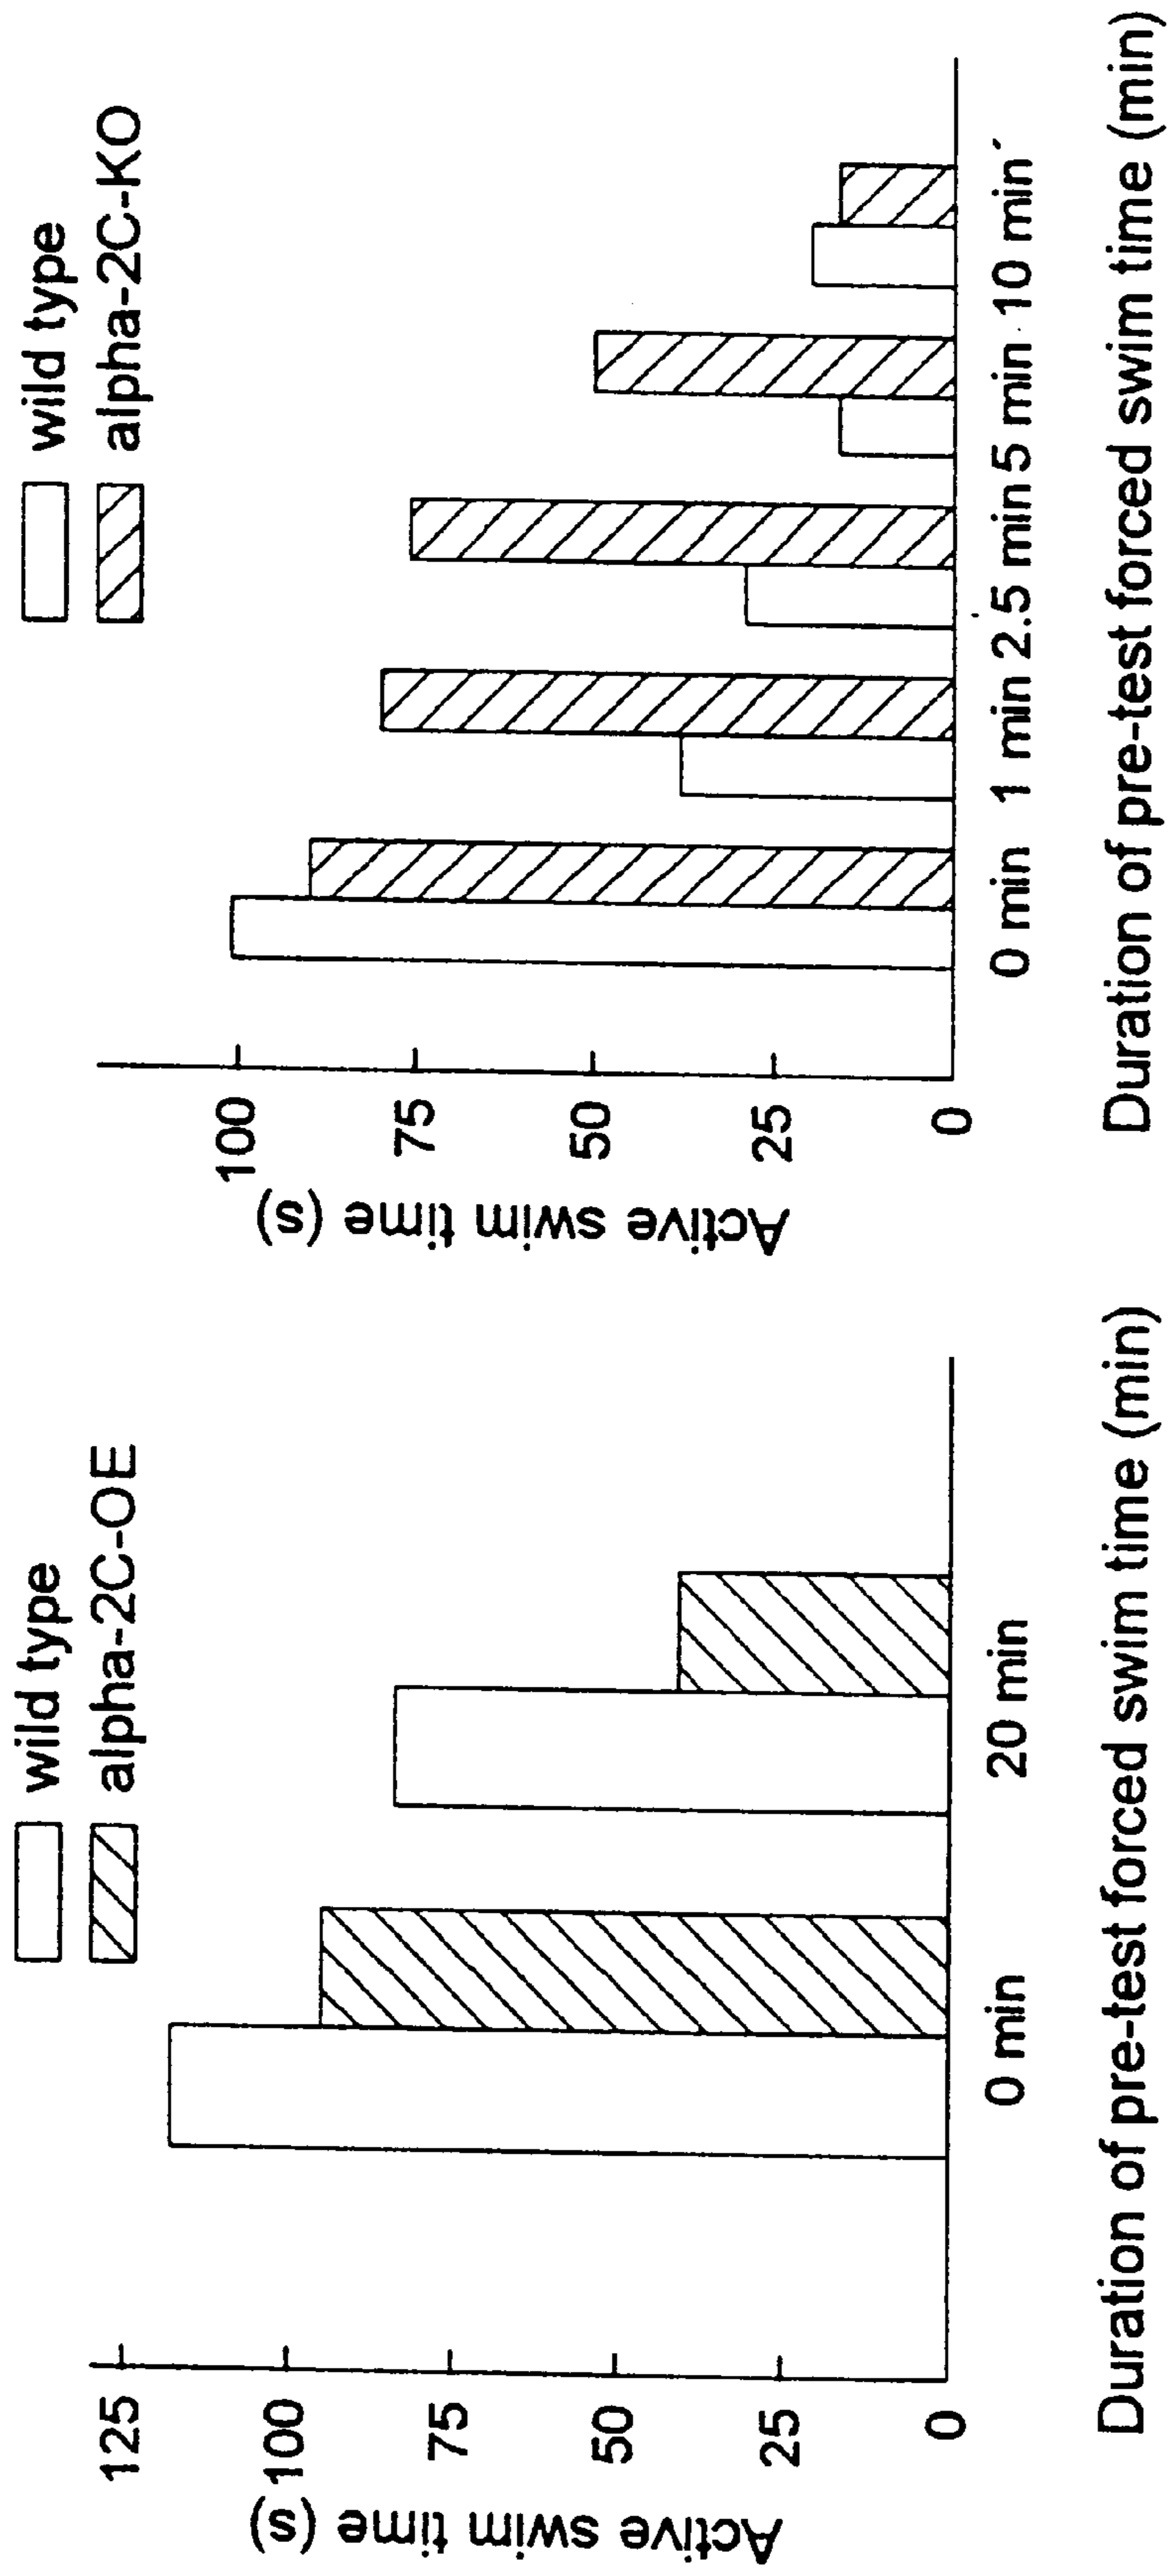 wild type
alpha-2C-OE
Active swim time (s)
125
100
75
50
25
0
0 min
20 min
Duration of pre-test forced swim time (min)
wild type
alpha-2C-KO
Active swim time (s)
100
75
50
25
0
0 min
1 min
2.5 min
5 min
10 min
Duration of pre-test forced swim time (min)